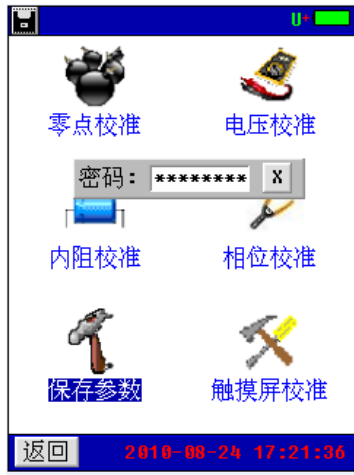 U+
零点校准 电压校准
密码: ******** X
内阻校准 相位校准
保存参数 触摸屏校准
返回 2010-08-24 17:21:36